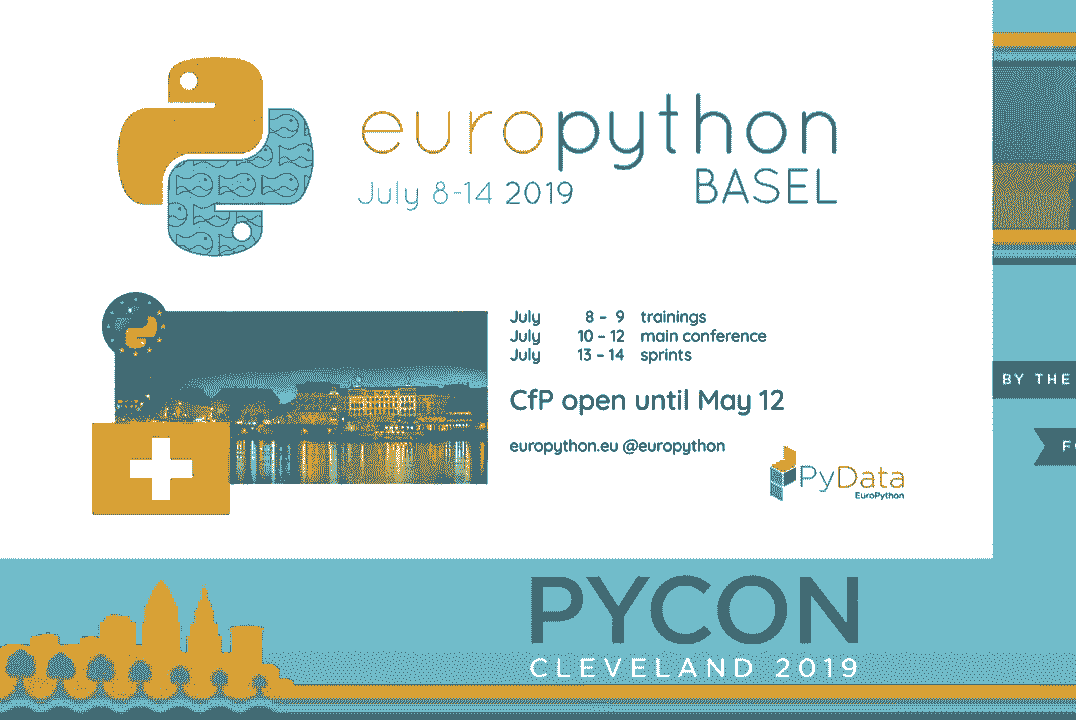 europython
July 8-14 2019 BASEL
July 8 - 9 trainings
July 10 - 12 main conference
July 13 - 14 sprints
CfP open until May 12
europython.eu @europython
PyData
EuroPython
BY THE
PYCON
CLEVELAND 2019